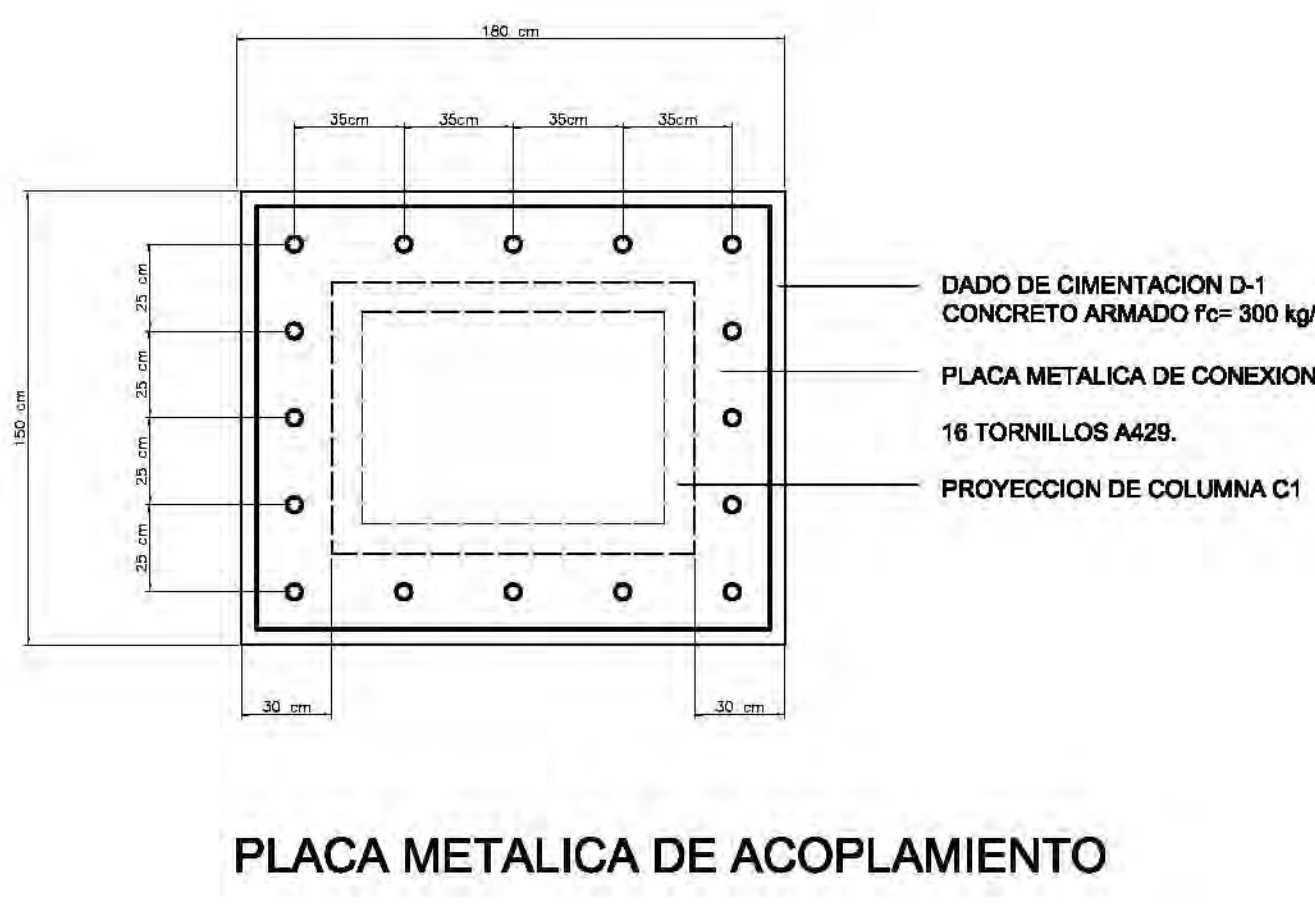 180 cm
35cm
35cm
35cm
35cm
25 cm
25 cm
25 cm
25 cm
150 cm
DADO DE CIMENTACION D-1
CONCRETO ARMADO f'c= 300 kg/
PLACA METALICA DE CONEXION
16 TORNILLOS A429.
PROYECCION DE COLUMNA C1
30 cm
30 cm
PLACA METALICA DE ACOPLAMIENTO